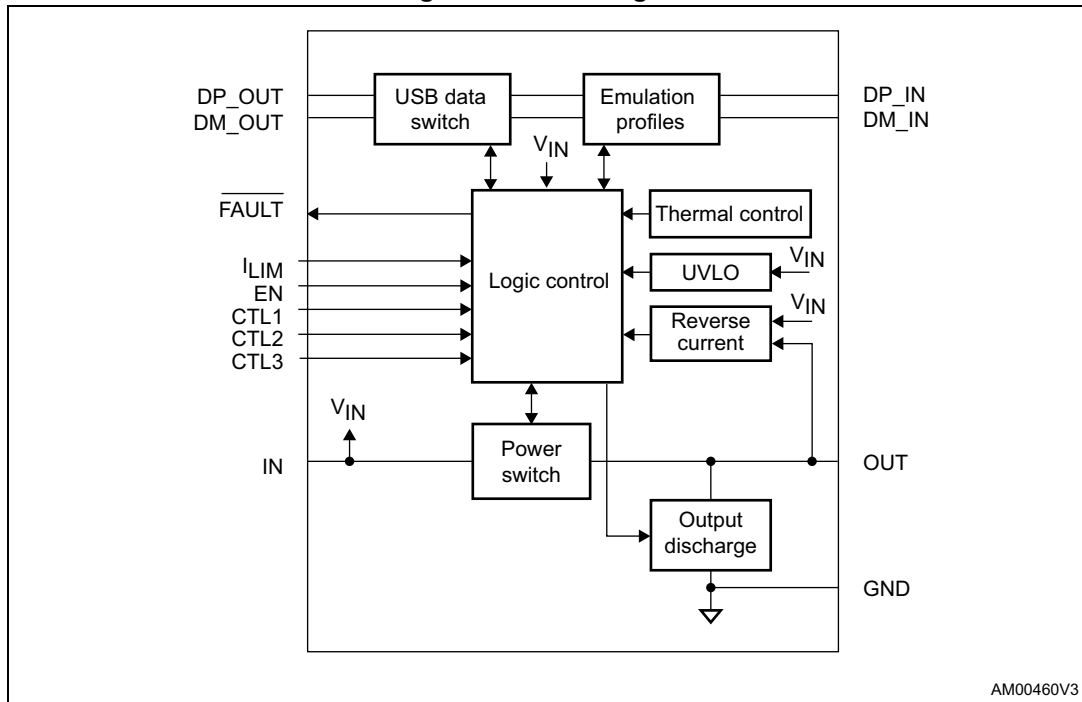 DP_OUT
DM_OUT
USB data
switch
Emulation
profiles
DP_IN
DM_IN
VIN
FAULT
Thermal control
ILIM
EN
CTL1
CTL2
CTL3
Logic control
UVLO
VIN
VIN
Reverse
current
VIN
IN
Power
switch
OUT
Output
discharge
GND
AM00460V3